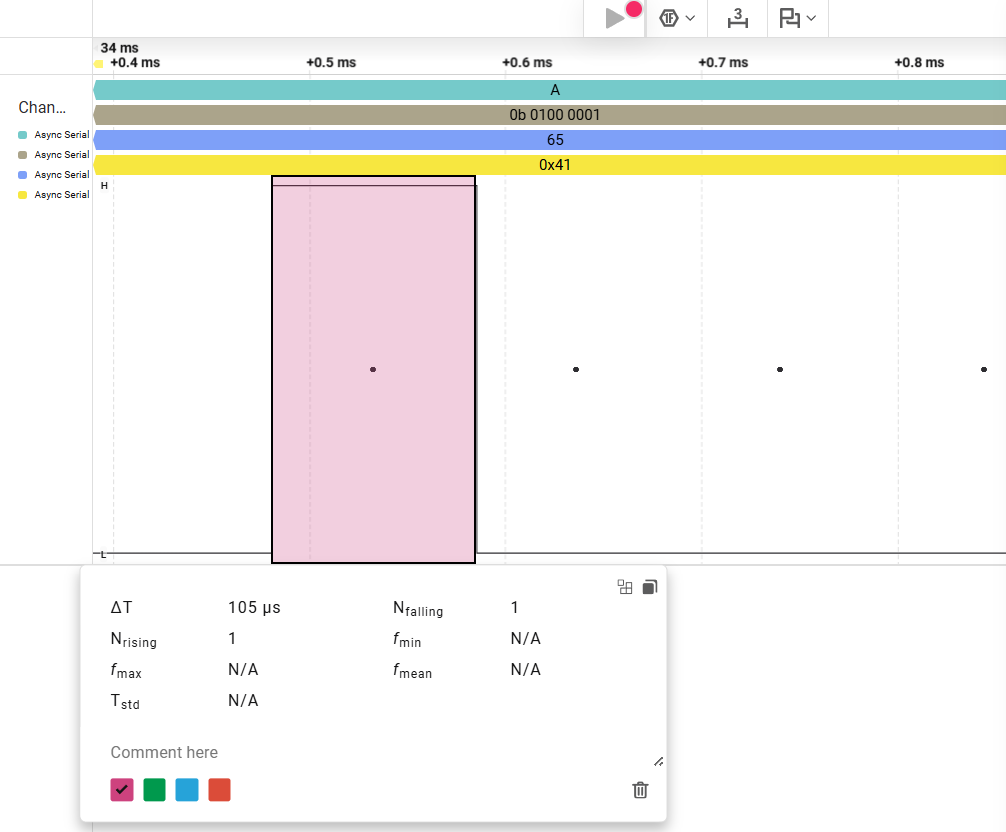 3
34 ms
+0.4 ms +0.5 ms +0.6 ms +0.7 ms +0.8 ms
A
Chan...
0b 0100 0001
Async Serial
65
Async Serial
0x41
Async Serial
H
Async Serial
L
ΔT 105 μs Nfalling 1
Nrising 1 fmin N/A
fmax N/A fmean N/A
Tstd N/A
Comment here